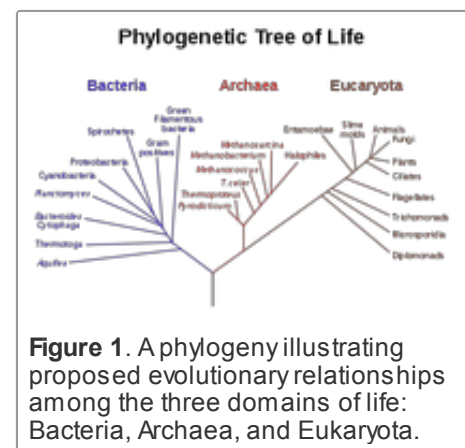 Phylogenetic Tree of Life
Bacteria
Archaea
Eucaryota
Green
Filamentous
bacteria
Spirochetes
Gram
positives
Proteobacteria
Cyanobacteria
Planctomyces
Bacteroides
Cytophaga
Thermotoga
Aquifex
Methanosarcina
Methanobacterium
Halophiles
Methanococcus
T. celer
Thermoproteus
Pyrodicticum
Entamoebae
Slime
molds
Animals
Fungi
Plants
Ciliates
Flagellates
Trichomonads
Microsporidia
Diplomonads
Figure 1. A phylogeny illustrating
proposed evolutionary relationships
among the three domains of life:
Bacteria, Archaea, and Eukaryota.